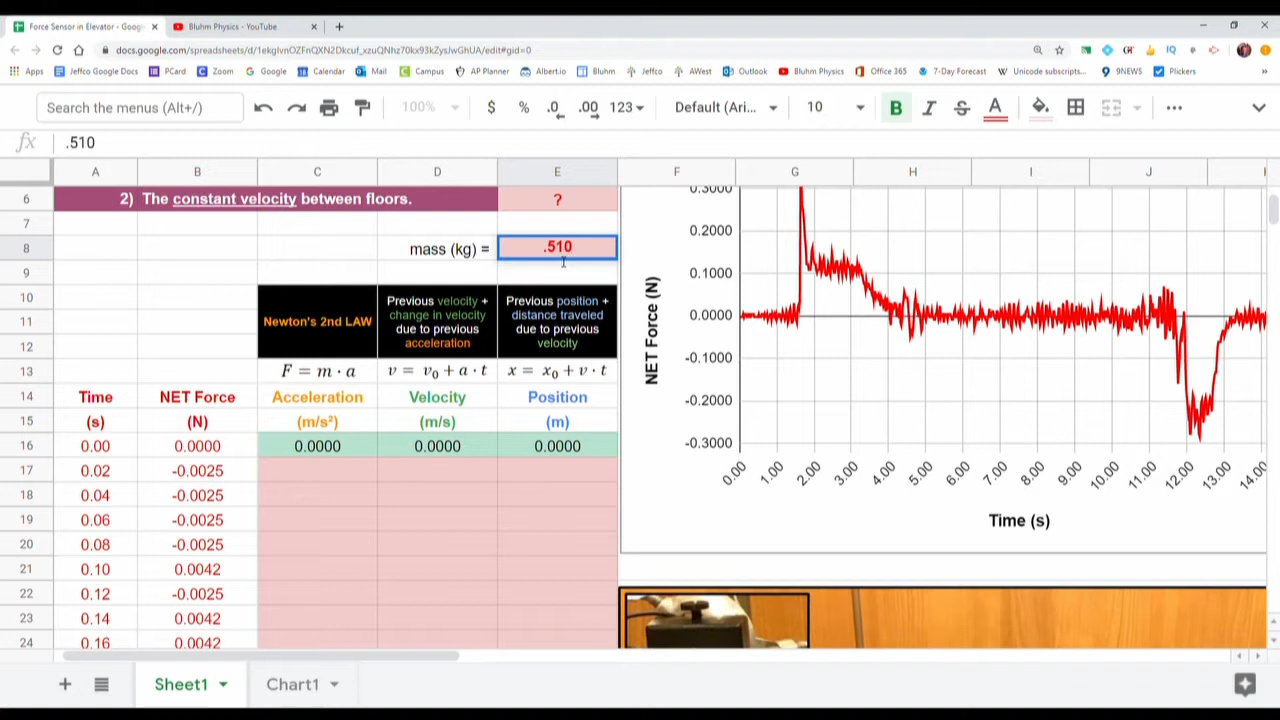 Force Sensor in Elevator - Googl
Bluhm Physics - YouTube
docs.google.com/spreadsheets/d/1ekgIvnOZFnQXN2Dkcuf_xzuQNhz70kx93kZysJwGhUA/edit#gid=0
Apps Jeffco Google Docs PCard Zoom Google Calendar Mail Campus AP Planner Albert.io Bluhm Jeffco AWest Outlook Bluhm Physics Office 365 7-Day Forecast Unicode subscripts... 9NEWS Plickers »
Search the menus (Alt+/) 100% $ % .0 .00 123 Default (Ari... 10 B I S A ...
fx .510
A B C D E F G H I J
6 2) The constant velocity between floors. ?
7
8 mass (kg) = .510
9
10
11
12
Newton's 2nd LAW
Previous velocity +
change in velocity
due to previous
acceleration
Previous position +
distance traveled
due to previous
velocity
13 F = m · a v = v₀ + a · t x = x₀ + v · t
14 Time NET Force Acceleration Velocity Position
15 (s) (N) (m/s²) (m/s) (m)
16 0.00 0.0000 0.0000 0.0000 0.0000
17 0.02 -0.0025
18 0.04 -0.0025
19 0.06 -0.0025
20 0.08 -0.0025
21 0.10 0.0042
22 0.12 -0.0025
23 0.14 0.0042
24 0.16 0.0042
NET Force (N)
0.3000
0.2000
0.1000
0.0000
-0.1000
-0.2000
-0.3000
0.00 1.00 2.00 3.00 4.00 5.00 6.00 7.00 8.00 9.00 10.00 11.00 12.00 13.00 14.00
Time (s)
Sheet1 Chart1